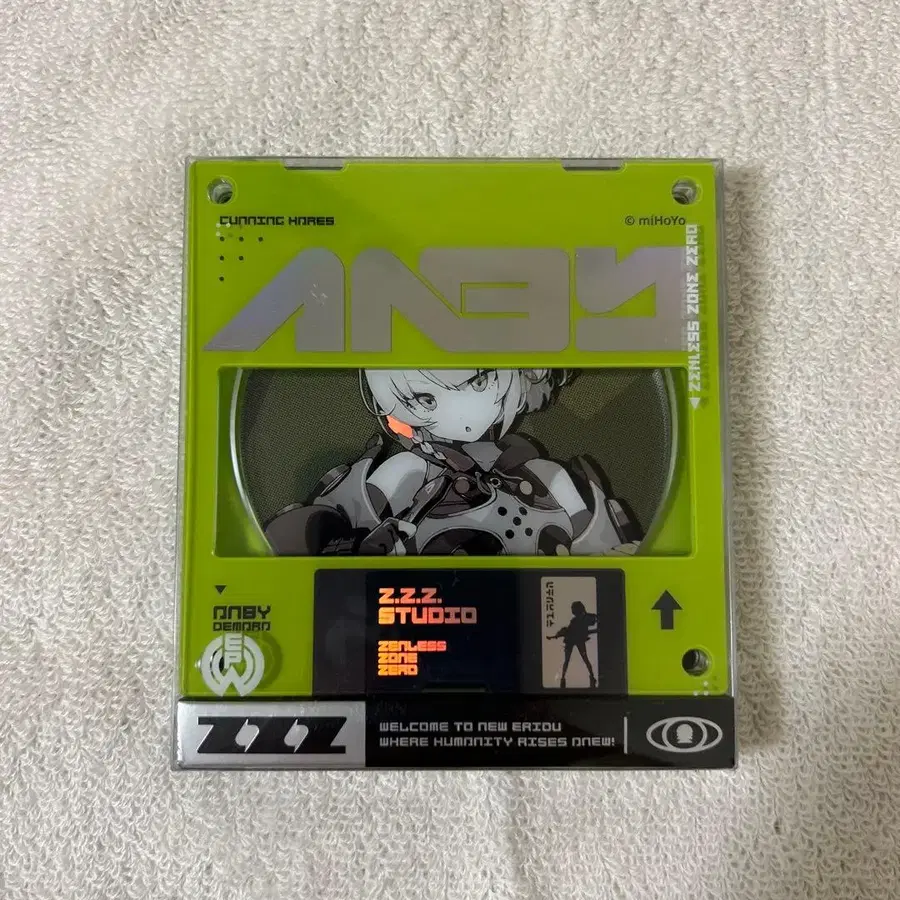 CUNNING HARES
© miHoYo
ANBY
ZENLESS ZONE ZERO
ANBY
DEMARA
Z.Z.Z.
STUDIO
ZENLESS
ZONE
ZERO
ZZZ
WELCOME TO NEW ERIDU
WHERE HUMANITY RISES ANEW!